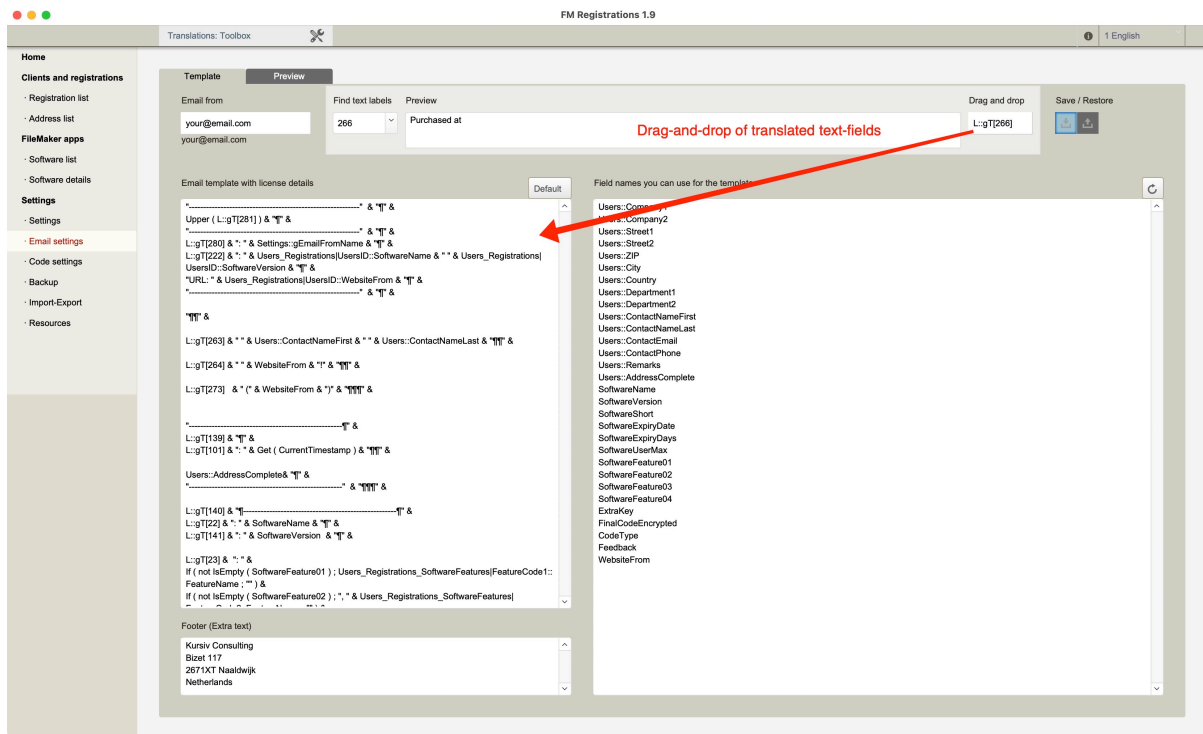 FM Registrations 1.9
Translations: Toolbox
1 English
Home
Clients and registrations
· Registration list
· Address list
FileMaker apps
· Software list
· Software details
Settings
· Settings
· Email settings
· Code settings
· Backup
· Import-Export
· Resources
Template
Preview
Email from
your@email.com
your@email.com
Find text labels
266
Preview
Purchased at
Drag-and-drop of translated text-fields
Drag and drop
L::gT[266]
Save / Restore
Email template with license details
Default
"----------------------------------------------------------" & "¶" &
Upper ( L::gT[281] ) & "¶" &
"----------------------------------------------------------" & "¶" &
L::gT[280] & ": " & Settings::gEmailFromName & "¶" &
L::gT[222] & ": " & Users_Registrations|UsersID::SoftwareName & " " & Users_Registrations|
UsersID::SoftwareVersion & "¶" &
"URL: " & Users_Registrations|UsersID::WebsiteFrom & "¶" &
"----------------------------------------------------------" & "¶" &
"¶¶" &
L::gT[263] & " " & Users::ContactNameFirst & " " & Users::ContactNameLast & "¶¶" &
L::gT[264] & " " & WebsiteFrom & "!" & "¶¶" &
L::gT[273]   & " (" & WebsiteFrom & ")" & "¶¶¶" &
"----------------------------------------------------¶" &
L::gT[139] & "¶" &
L::gT[101] & ": " & Get ( CurrentTimestamp ) & "¶¶" &
Users::AddressComplete& "¶" &
"----------------------------------------------------" & "¶¶¶" &
L::gT[140] & "¶----------------------------------------------------¶" &
L::gT[22] & ": " & SoftwareName & "¶" &
L::gT[141] & ": " & SoftwareVersion  & "¶" &
L::gT[23] &  ": " &
If ( not IsEmpty ( SoftwareFeature01 ) ; Users_Registrations_SoftwareFeatures|FeatureCode1::
FeatureName ; "" ) &
If ( not IsEmpty ( SoftwareFeature02 ) ; ", " & Users_Registrations_SoftwareFeatures|
Field names you can use for the template
Users::Company1
Users::Company2
Users::Street1
Users::Street2
Users::ZIP
Users::City
Users::Country
Users::Department1
Users::Department2
Users::ContactNameFirst
Users::ContactNameLast
Users::ContactEmail
Users::ContactPhone
Users::Remarks
Users::AddressComplete
SoftwareName
SoftwareVersion
SoftwareShort
SoftwareExpiryDate
SoftwareExpiryDays
SoftwareUserMax
SoftwareFeature01
SoftwareFeature02
SoftwareFeature03
SoftwareFeature04
ExtraKey
FinalCodeEncrypted
CodeType
Feedback
WebsiteFrom
Footer (Extra text)
Kursiv Consulting
Bizet 117
2671XT Naaldwijk
Netherlands